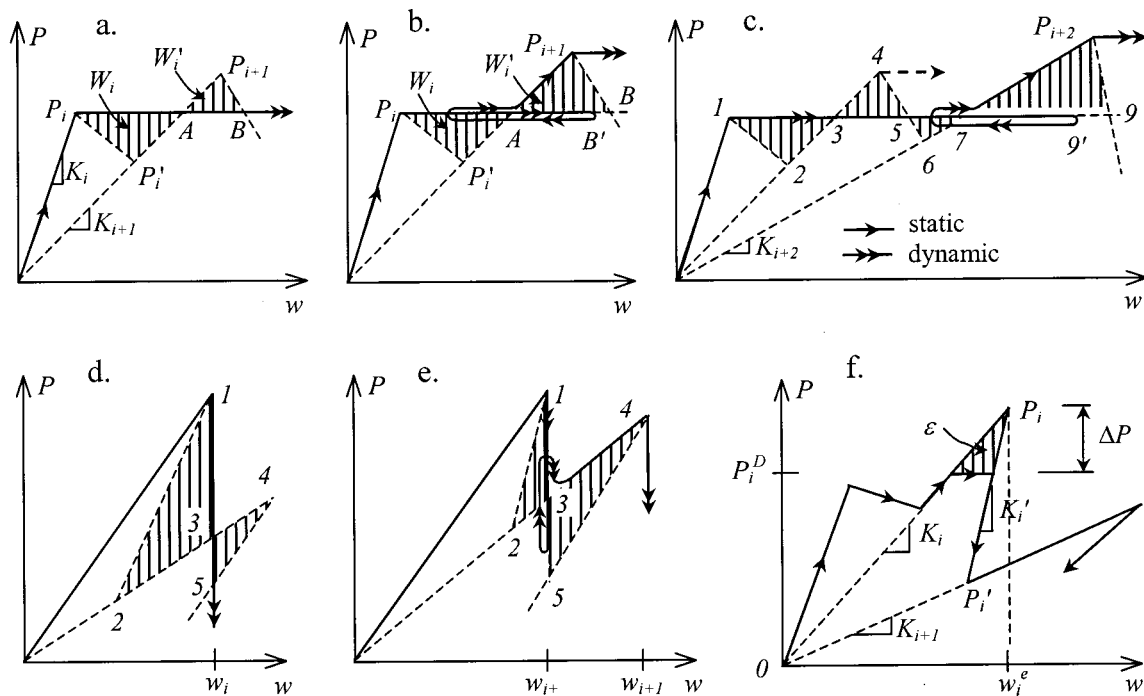 a.
P
W_i'
P_{i+1}
W_i
P_i
A
B
P_i'
K_i
K_{i+1}
w
b.
P
P_{i+1}
W_i'
W_i
P_i
B
A
B'
P_i'
w
c.
P
P_{i+2}
4
1
3
5
7
9
9'
6
2
static
dynamic
K_{i+2}
w
d.
P
1
4
3
5
2
w_i
w
e.
P
1
4
3
2
5
w_{i+}
w_{i+1}
w
f.
P
P_i
ε
ΔP
P_i^D
K_i'
K_i
P_i'
K_{i+1}
0
w_i^e
w